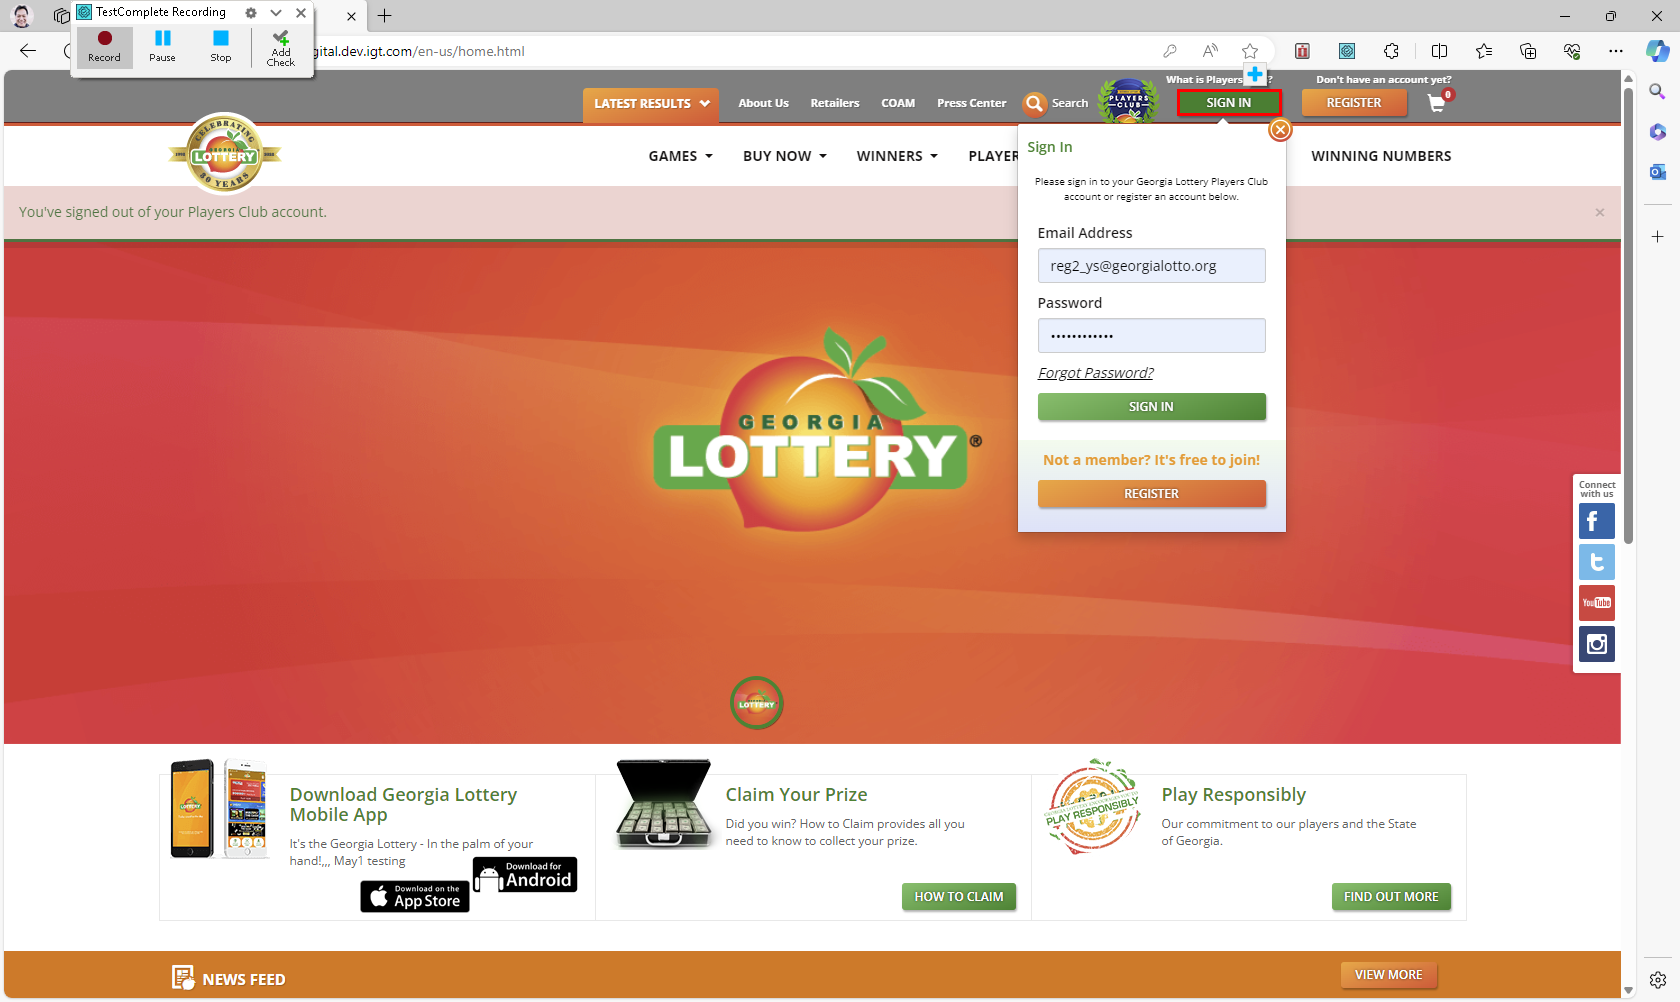 TestComplete Recording
Record
Pause
Stop
Add
Check
gital.dev.igt.com/en-us/home.html
What is Players ?
Don't have an account yet?
LATEST RESULTS
About Us
Retailers
COAM
Press Center
Search
PLAYERS
CLUB
SIGN IN
REGISTER
0
CELEBRATING
GEORGIA
LOTTERY
30 YEARS
GAMES
BUY NOW
WINNERS
PLAYER
WINNING NUMBERS
You've signed out of your Players Club account.
×
Sign In
Please sign in to your Georgia Lottery Players Club
account or register an account below.
Email Address
reg2_ys@georgialotto.org
Password
••••••••••••
Forgot Password?
SIGN IN
Not a member? It's free to join!
REGISTER
GEORGIA
LOTTERY®
Connect
with us
f
t
YouTube
LOTTERY
Download Georgia Lottery
Mobile App
It's the Georgia Lottery - In the palm of your
hand!,,, May1 testing
Download on the
App Store
Download for
Android
Claim Your Prize
Did you win? How to Claim provides all you
need to know to collect your prize.
HOW TO CLAIM
PLAY RESPONSIBLY
Play Responsibly
Our commitment to our players and the State
of Georgia.
FIND OUT MORE
NEWS FEED
VIEW MORE